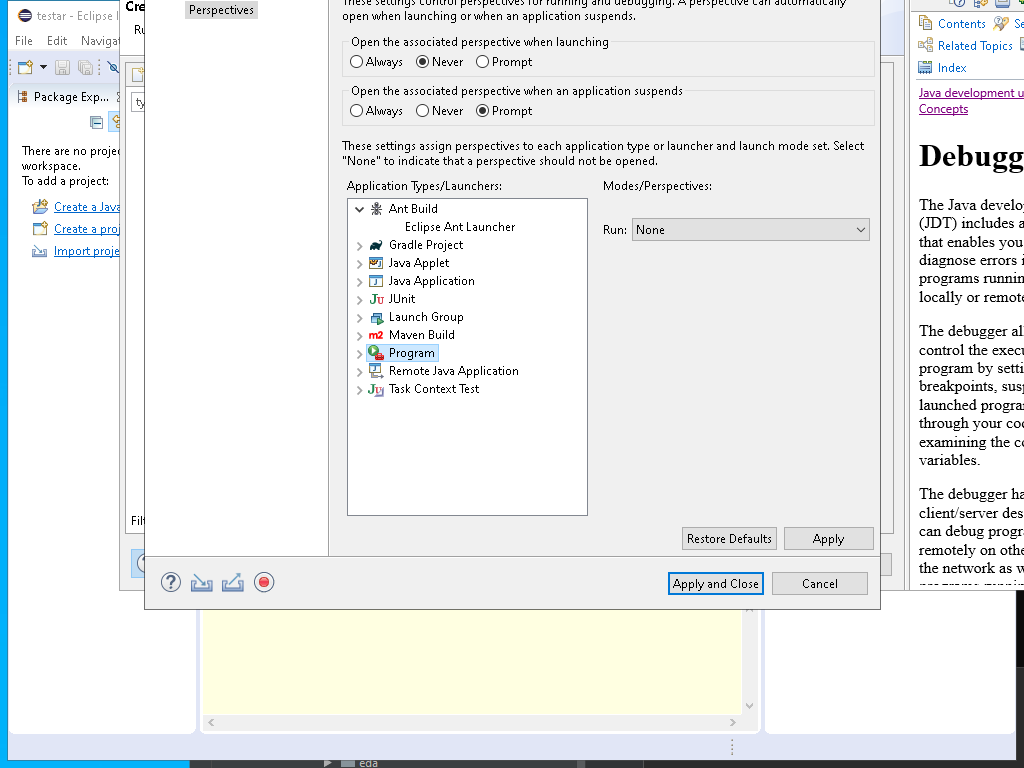 testar - Eclipse
File Edit Navigat
Package Exp...
There are no proje
workspace.
To add a project:
Create a Java
Create a proj
Import proje
Cre
Ru
ty
Filt
Perspectives
These settings control perspectives for running and debugging. A perspective can automatically
open when launching or when an application suspends.
Open the associated perspective when launching
Always Never Prompt
Open the associated perspective when an application suspends
Always Never Prompt
These settings assign perspectives to each application type or launcher and launch mode set. Select
"None" to indicate that a perspective should not be opened.
Application Types/Launchers:
Modes/Perspectives:
Ant Build
Eclipse Ant Launcher
Gradle Project
Java Applet
Java Application
Ju JUnit
Launch Group
m2 Maven Build
Program
Remote Java Application
Task Context Test
Run: None
Restore Defaults Apply
Apply and Close Cancel
Contents Se
Related Topics
Index
Java development u
Concepts
Debugg
The Java develop
(JDT) includes a
that enables you
diagnose errors i
programs runnin
locally or remote
The debugger all
control the execu
program by setti
breakpoints, susp
launched program
through your cod
examining the co
variables.
The debugger ha
client/server des
can debug progra
remotely on othe
the network as w
eda